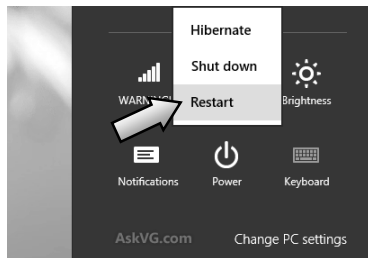 Hibernate
Shut down
Restart
Brightness
Notifications
Power
Keyboard
AskVG.com
Change PC settings